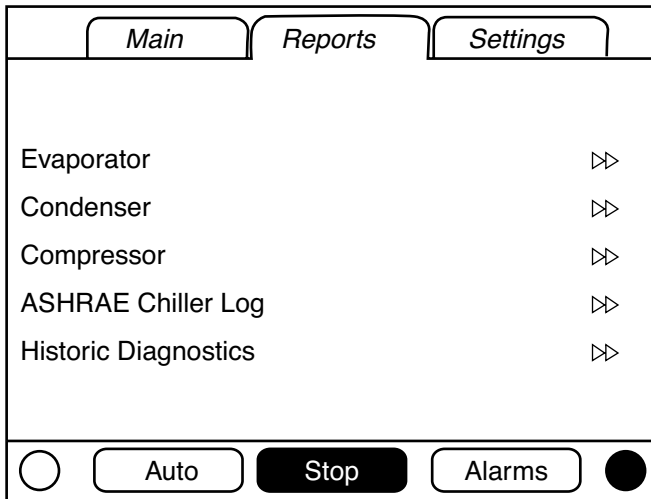 Main Reports Settings
Evaporator
Condenser
Compressor
ASHRAE Chiller Log
Historic Diagnostics
Auto Stop Alarms